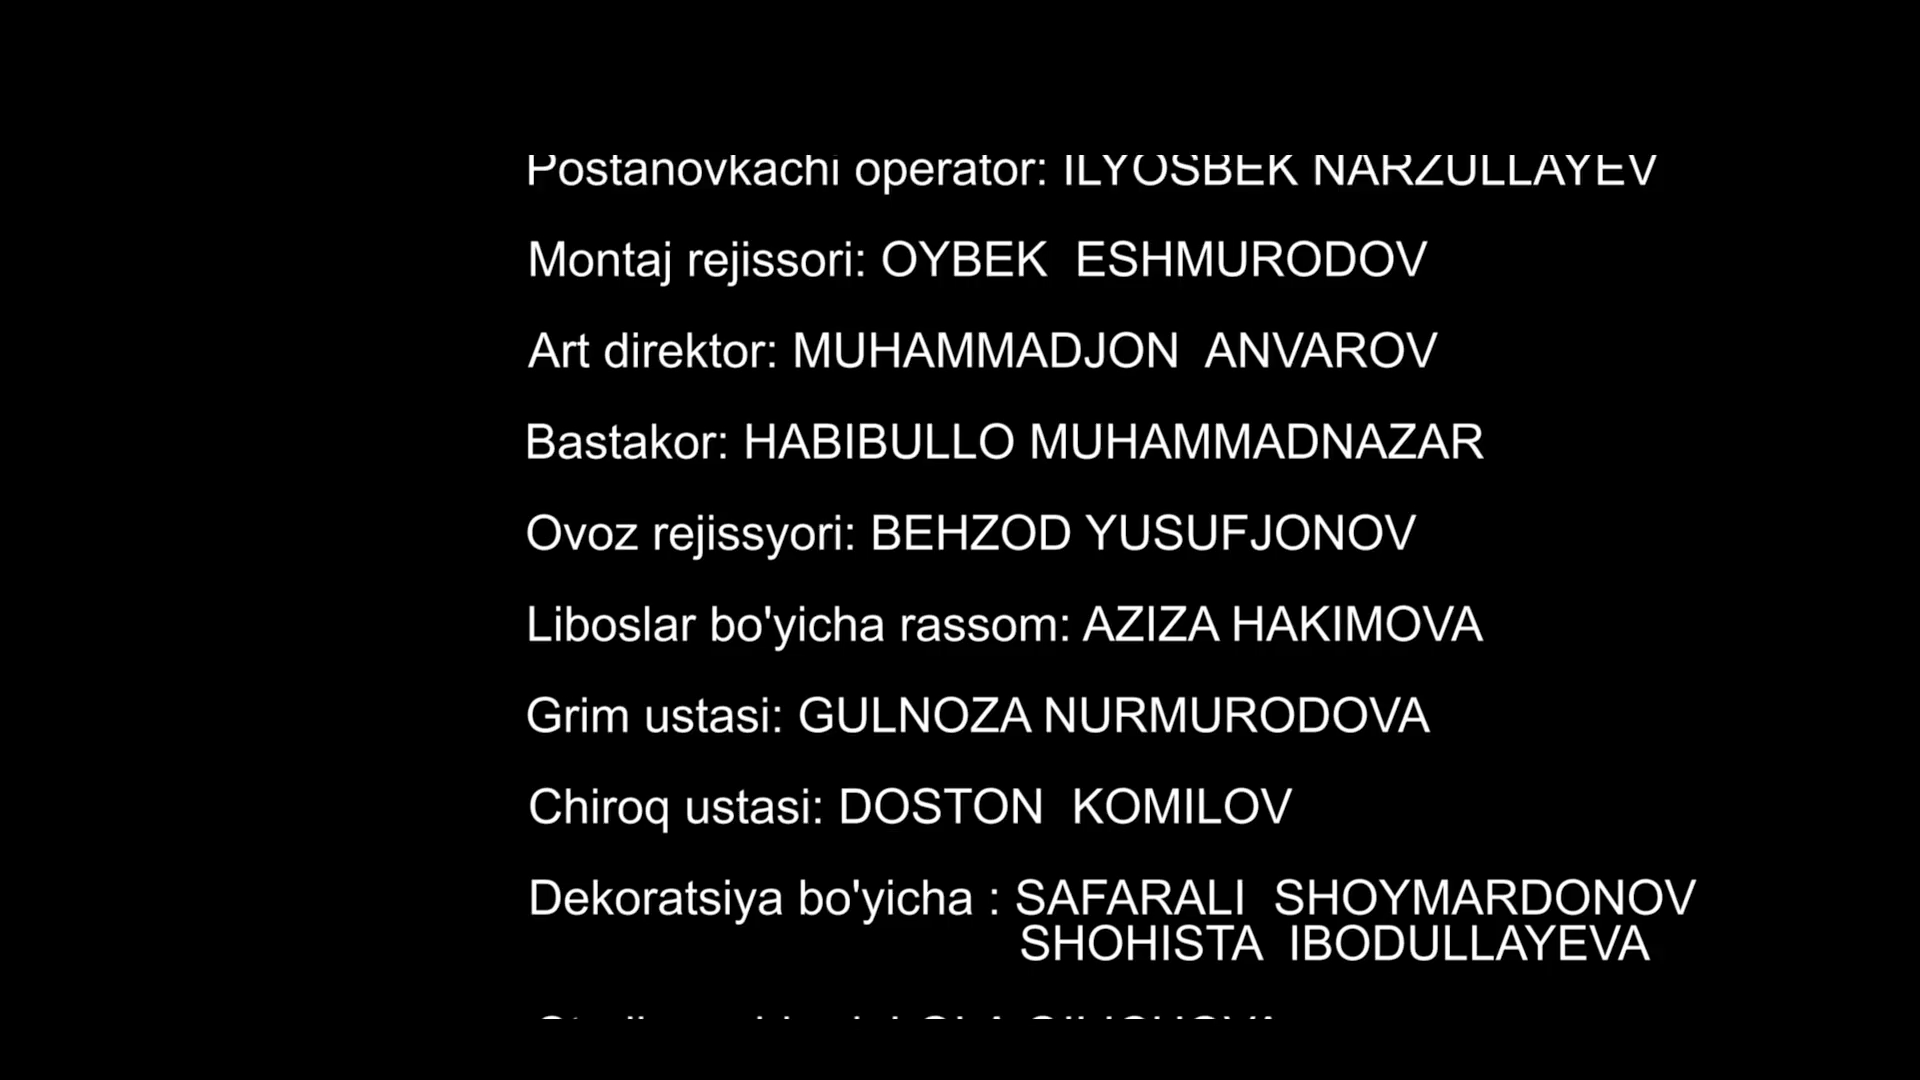 Postanovkachi operator: ILYOSBEK NARZULLAYEV
Montaj rejissori: OYBEK ESHMURODOV
Art direktor: MUHAMMADJON ANVAROV
Bastakor: HABIBULLO MUHAMMADNAZAR
Ovoz rejissyori: BEHZOD YUSUFJONOV
Liboslar bo'yicha rassom: AZIZA HAKIMOVA
Grim ustasi: GULNOZA NURMURODOVA
Chiroq ustasi: DOSTON KOMILOV
Dekoratsiya bo'yicha : SAFARALI SHOYMARDONOV
SHOHISTA IBODULLAYEVA